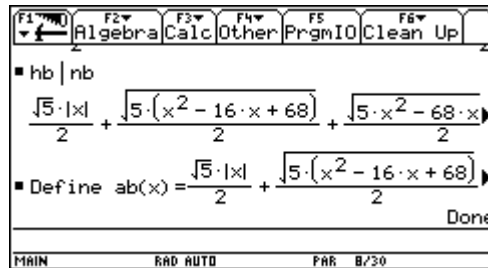 F1 F2 Algebra F3 Calc F4 Other F5 PrgmIO F6 Clean Up
▪ hb | nb
√5·|x|/2 + √(5·(x² − 16·x + 68))/2 + √(5·x² − 68·x▶/2
▪ Define ab(x)=√5·|x|/2 + √(5·(x² − 16·x + 68))/2 ▶
Done
MAIN RAD AUTO PAR 8/30